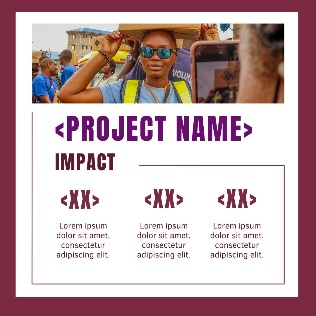 YOUR
<PROJECT NAME>
IMPACT
<XX> <XX> <XX>
Lorem ipsum Lorem ipsum Lorem ipsum
dolor sit amet, dolor sit amet, dolor sit amet,
consectetur consectetur consectetur
adipiscing elit. adipiscing elit. adipiscing elit.